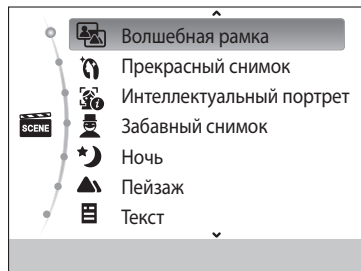 Волшебная рамка
Прекрасный снимок
Интеллектуальный портрет
SCENE
Забавный снимок
Ночь
Пейзаж
Текст